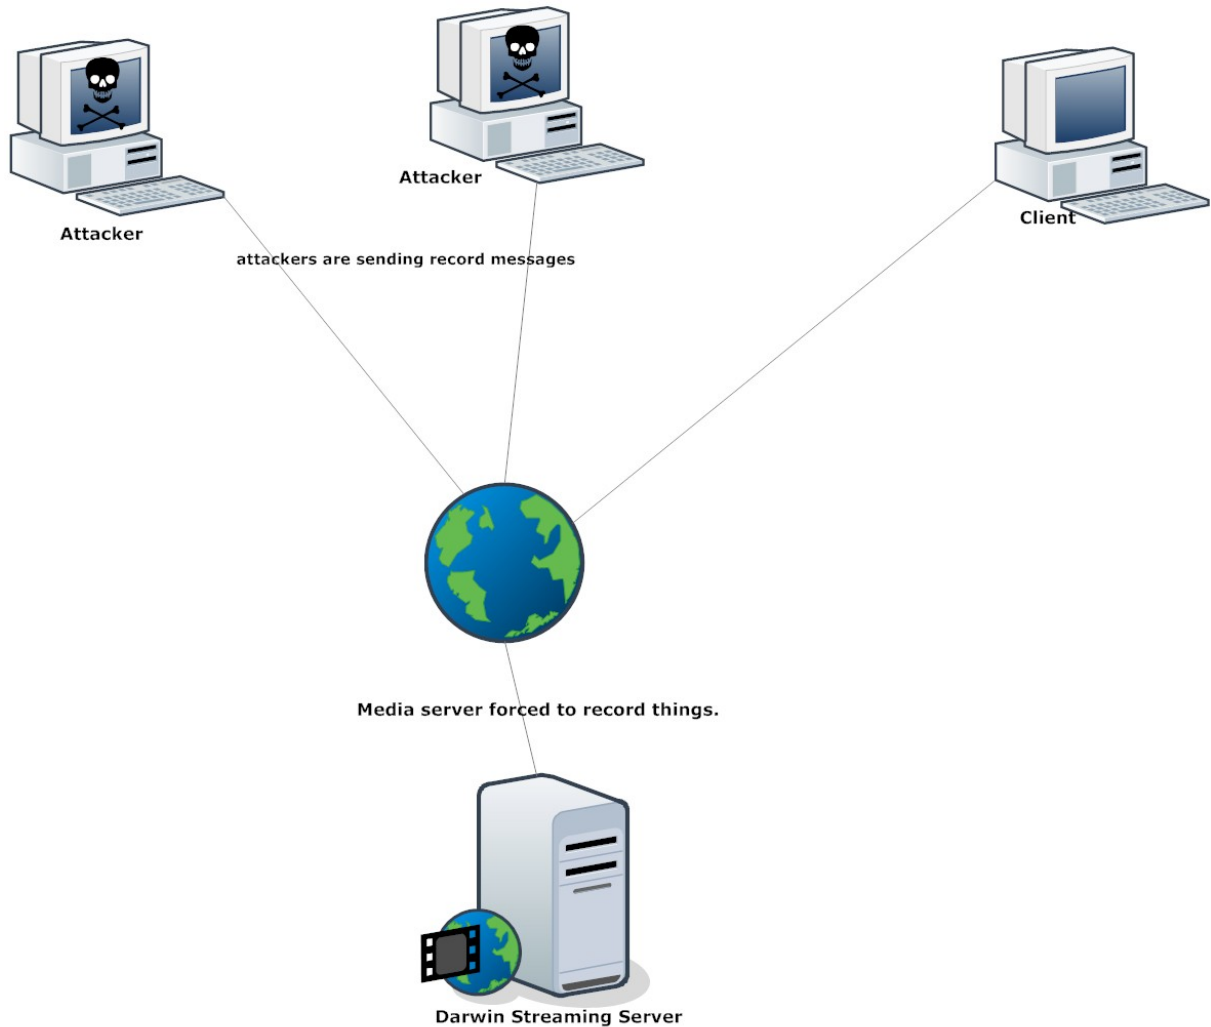 Attacker
Attacker
Client
attackers are sending record messages
Media server forced to record things.
Darwin Streaming Server